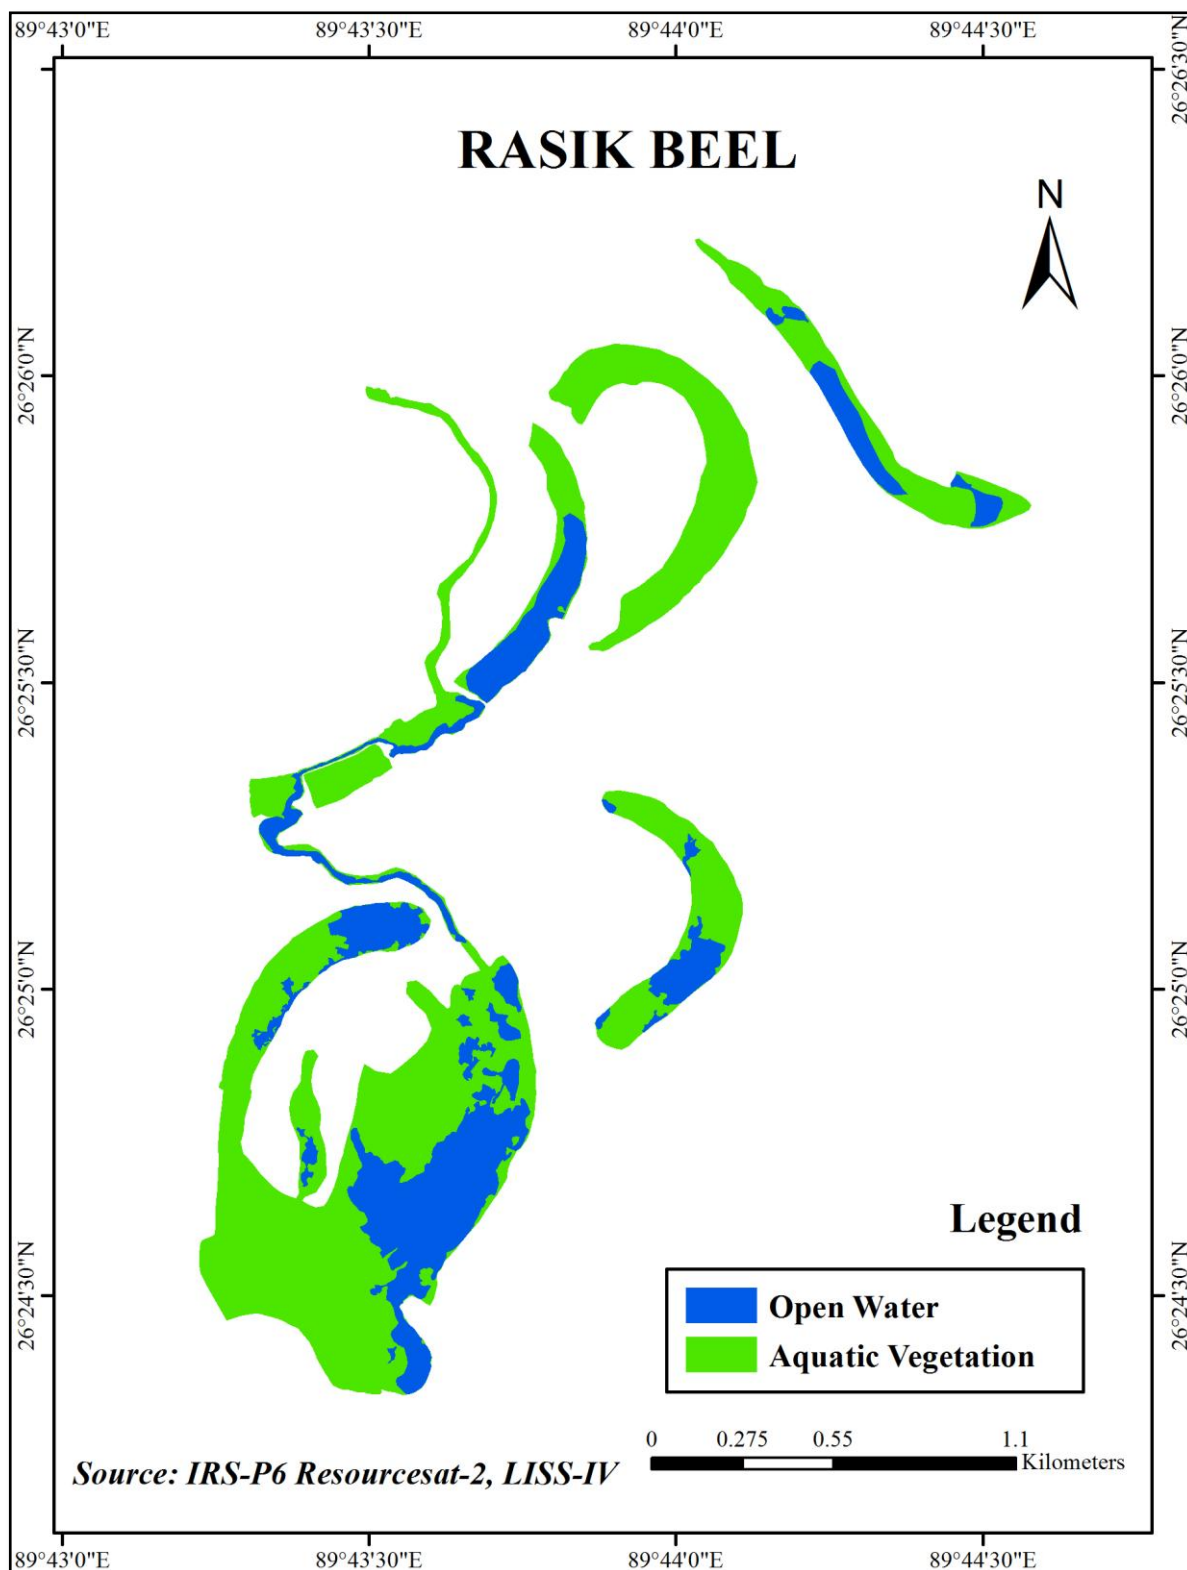 89°43'0"E 89°43'30"E 89°44'0"E 89°44'30"E
RASIK BEEL
N
26°26'30"N
26°26'0"N
26°26'0"N
26°25'30"N
26°25'30"N
26°25'0"N
26°25'0"N
26°24'30"N
26°24'30"N
Legend
Open Water
Aquatic Vegetation
0 0.275 0.55 1.1
Kilometers
Source: IRS-P6 Resourcesat-2, LISS-IV
89°43'0"E 89°43'30"E 89°44'0"E 89°44'30"E